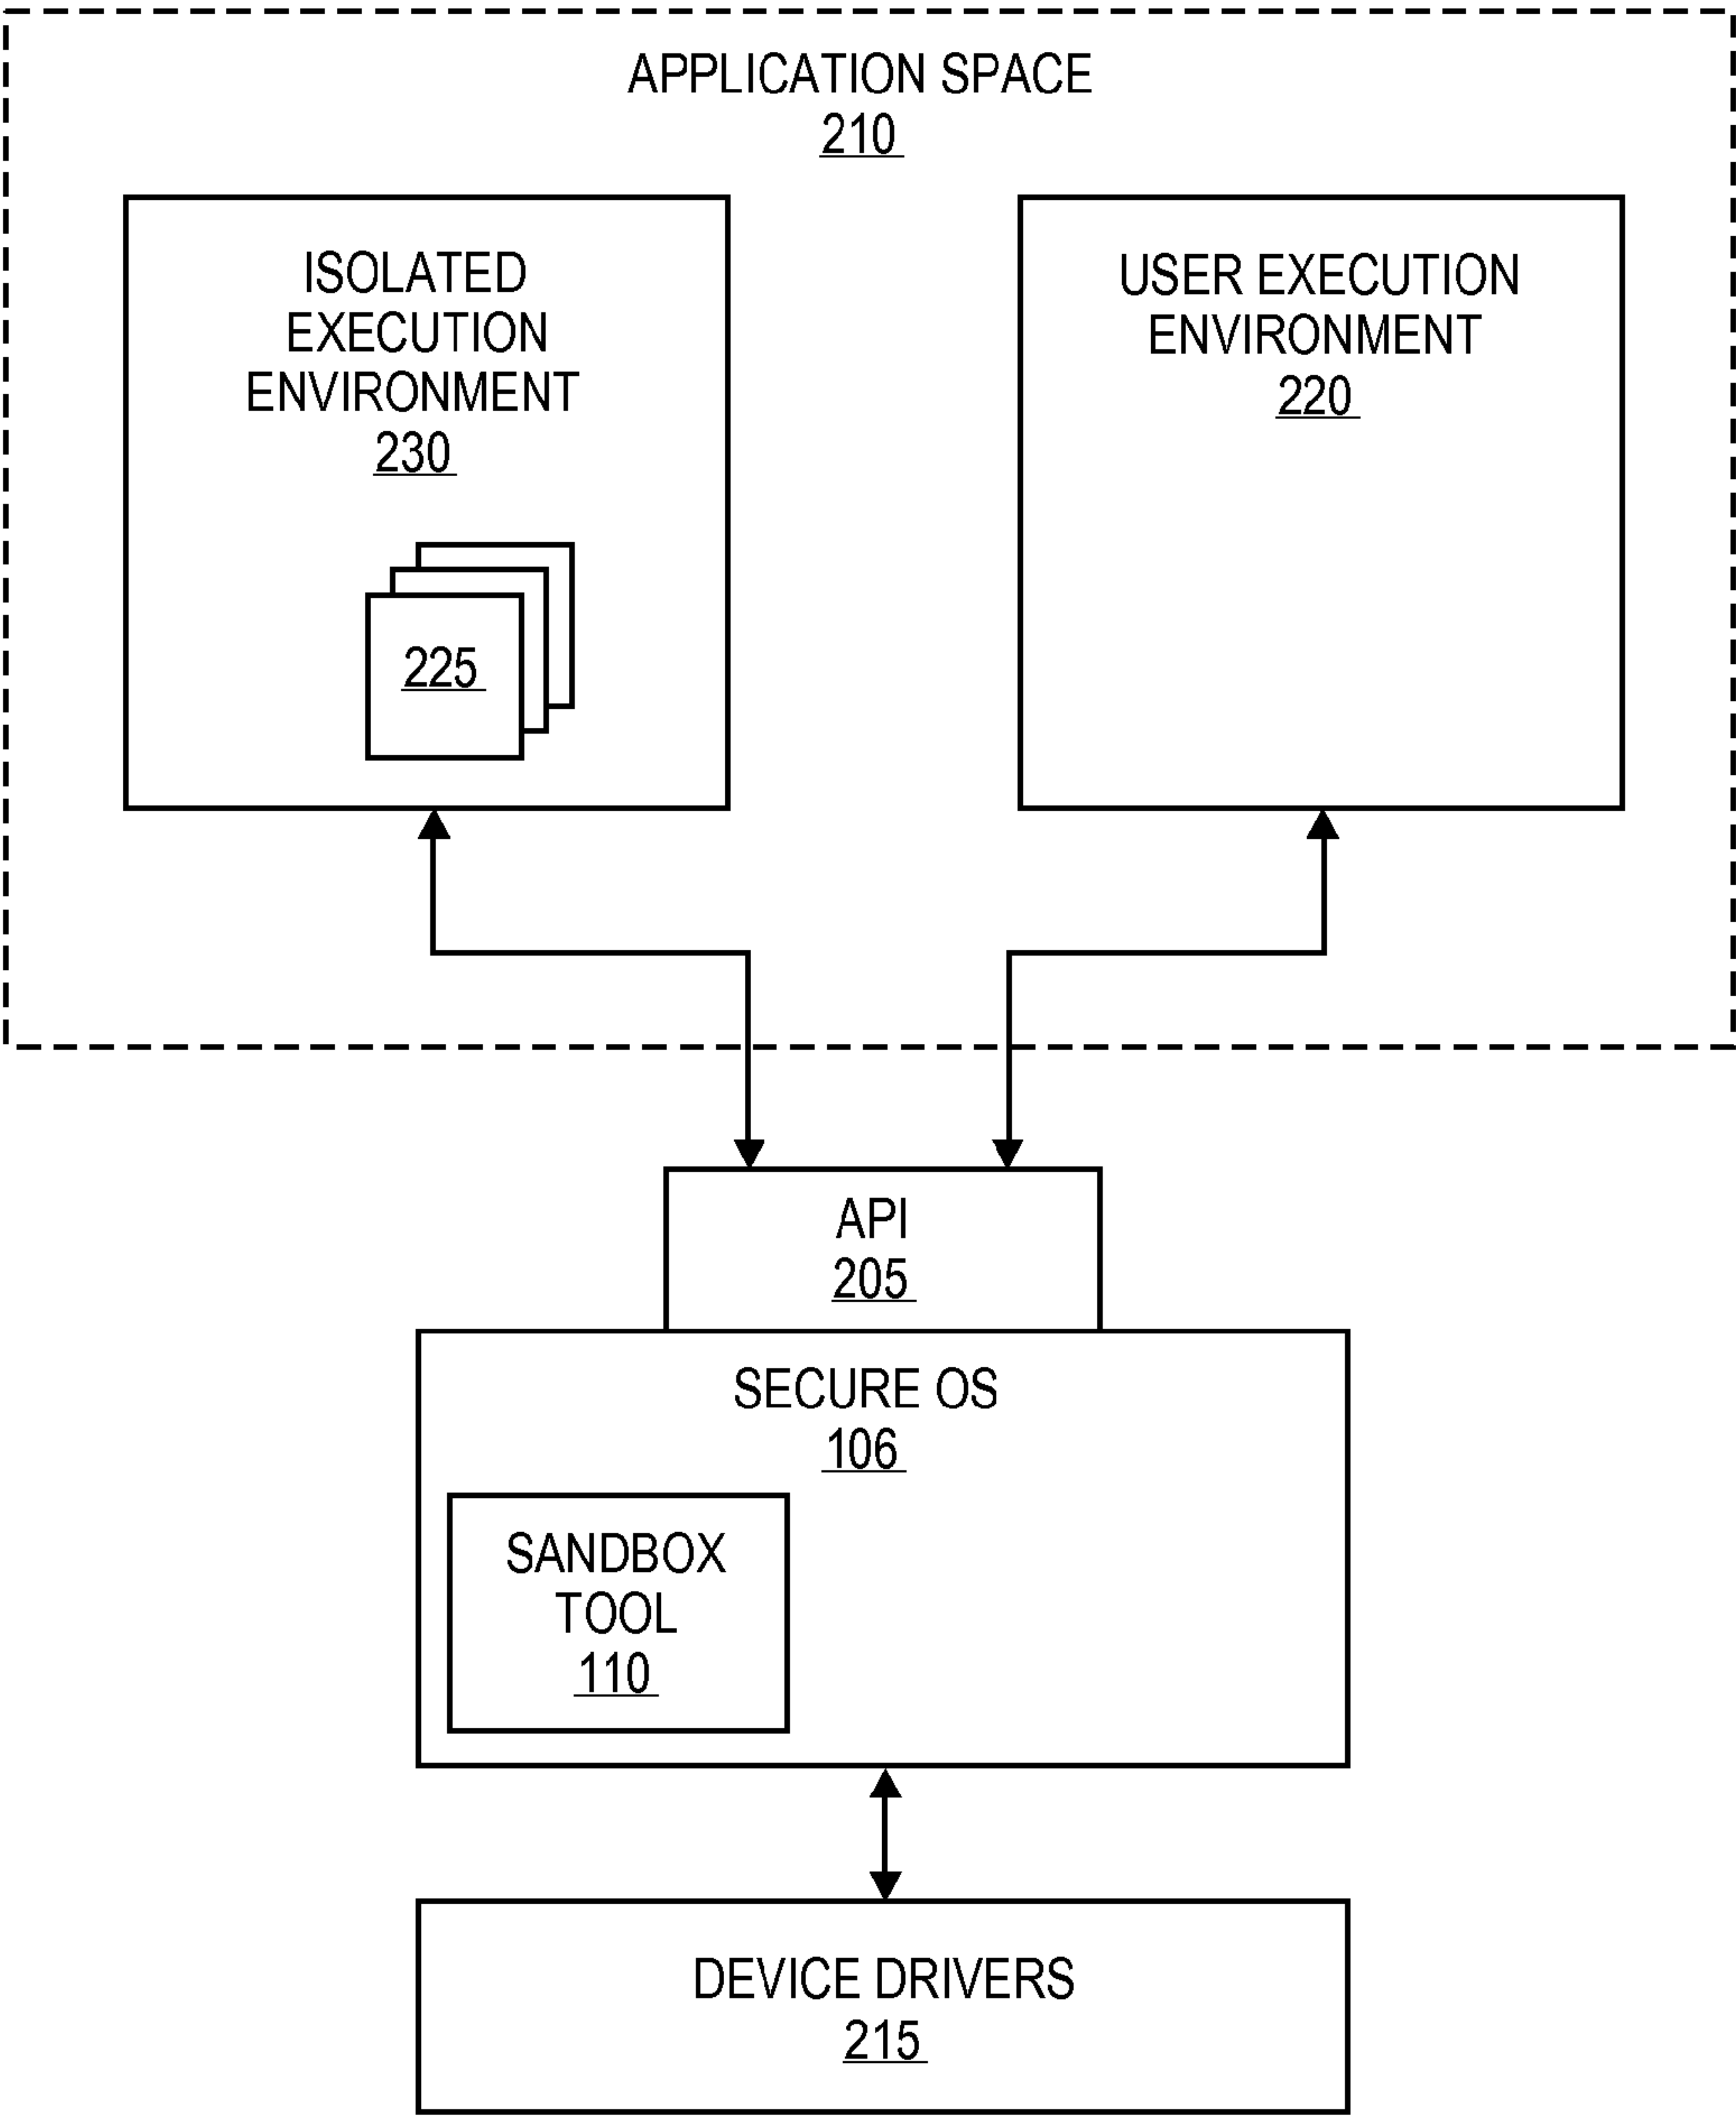 APPLICATION SPACE
210
ISOLATED
EXECUTION
ENVIRONMENT
230
225
USER EXECUTION
ENVIRONMENT
220
API
205
SECURE OS
106
SANDBOX
TOOL
110
DEVICE DRIVERS
215